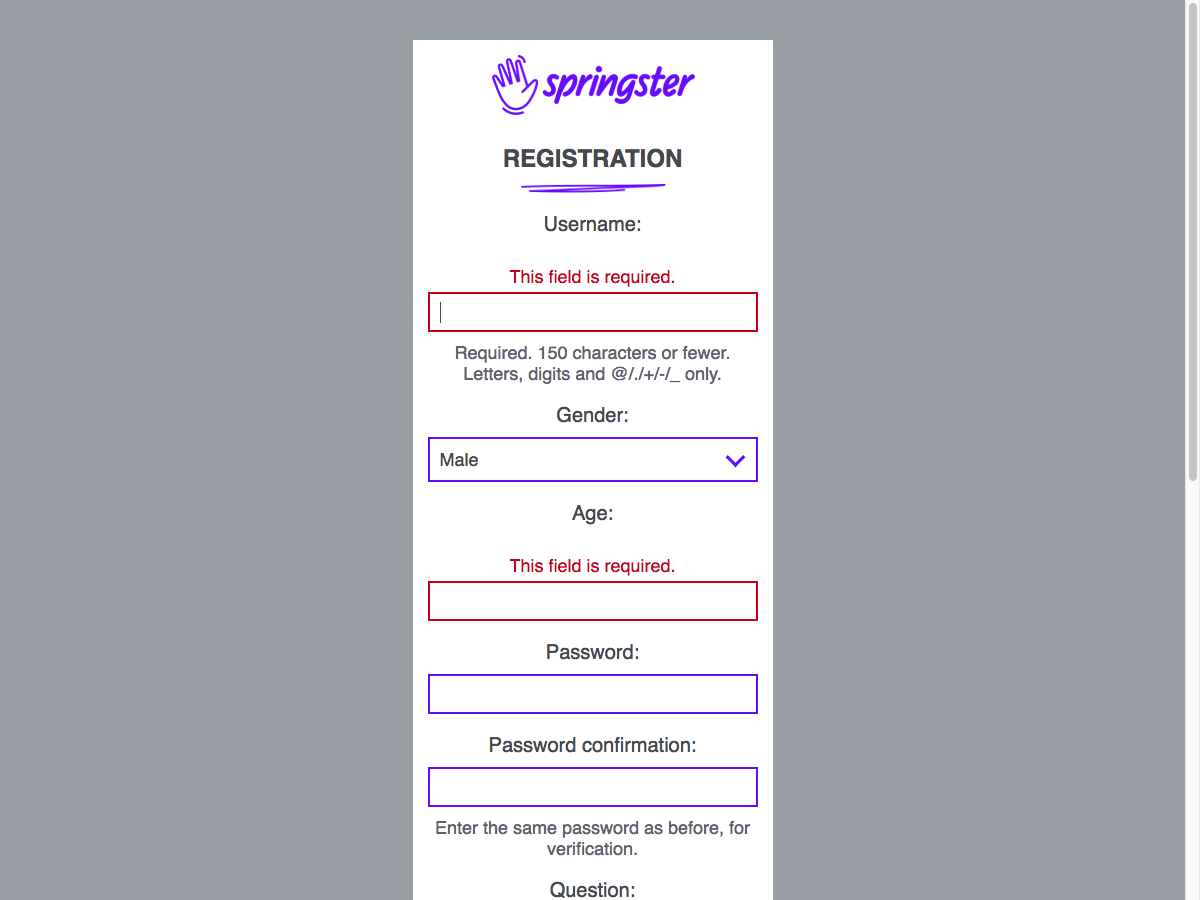 springster
REGISTRATION
Username:
This field is required.
Required. 150 characters or fewer.
Letters, digits and @/./+/-/_ only.
Gender:
Male
Age:
This field is required.
Password:
Password confirmation:
Enter the same password as before, for
verification.
Question: